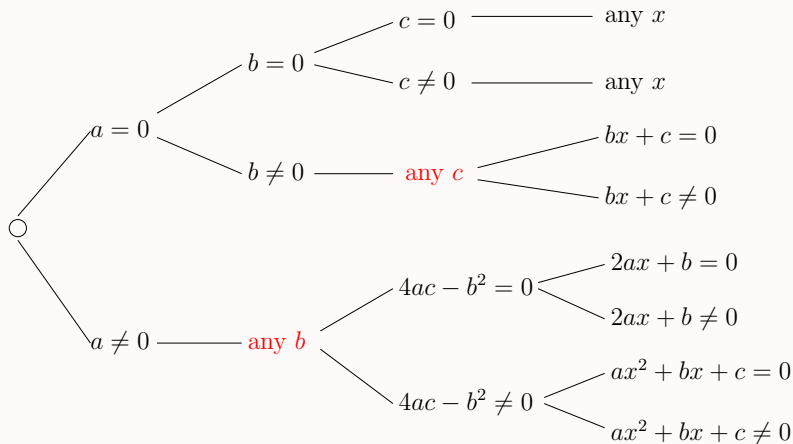 c = 0
any x
b = 0
c ≠ 0
any x
a = 0
bx + c = 0
b ≠ 0
any c
bx + c ≠ 0
2ax + b = 0
4ac − b² = 0
2ax + b ≠ 0
a ≠ 0
any b
ax² + bx + c = 0
4ac − b² ≠ 0
ax² + bx + c ≠ 0